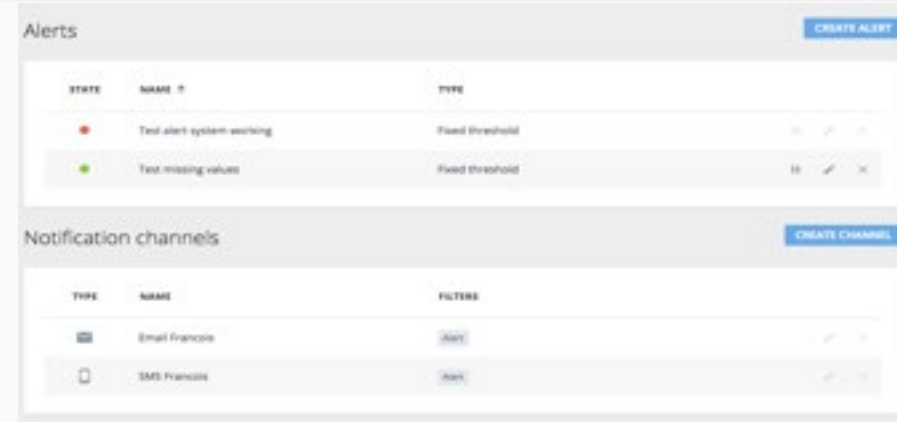 Alerts
CREATE ALERT
STATE NAME ↑ TYPE
Test alert system working Fixed threshold
Test missing values Fixed threshold
Notification channels
CREATE CHANNEL
TYPE NAME FILTERS
Email Francois Alert
SMS Francois Alert